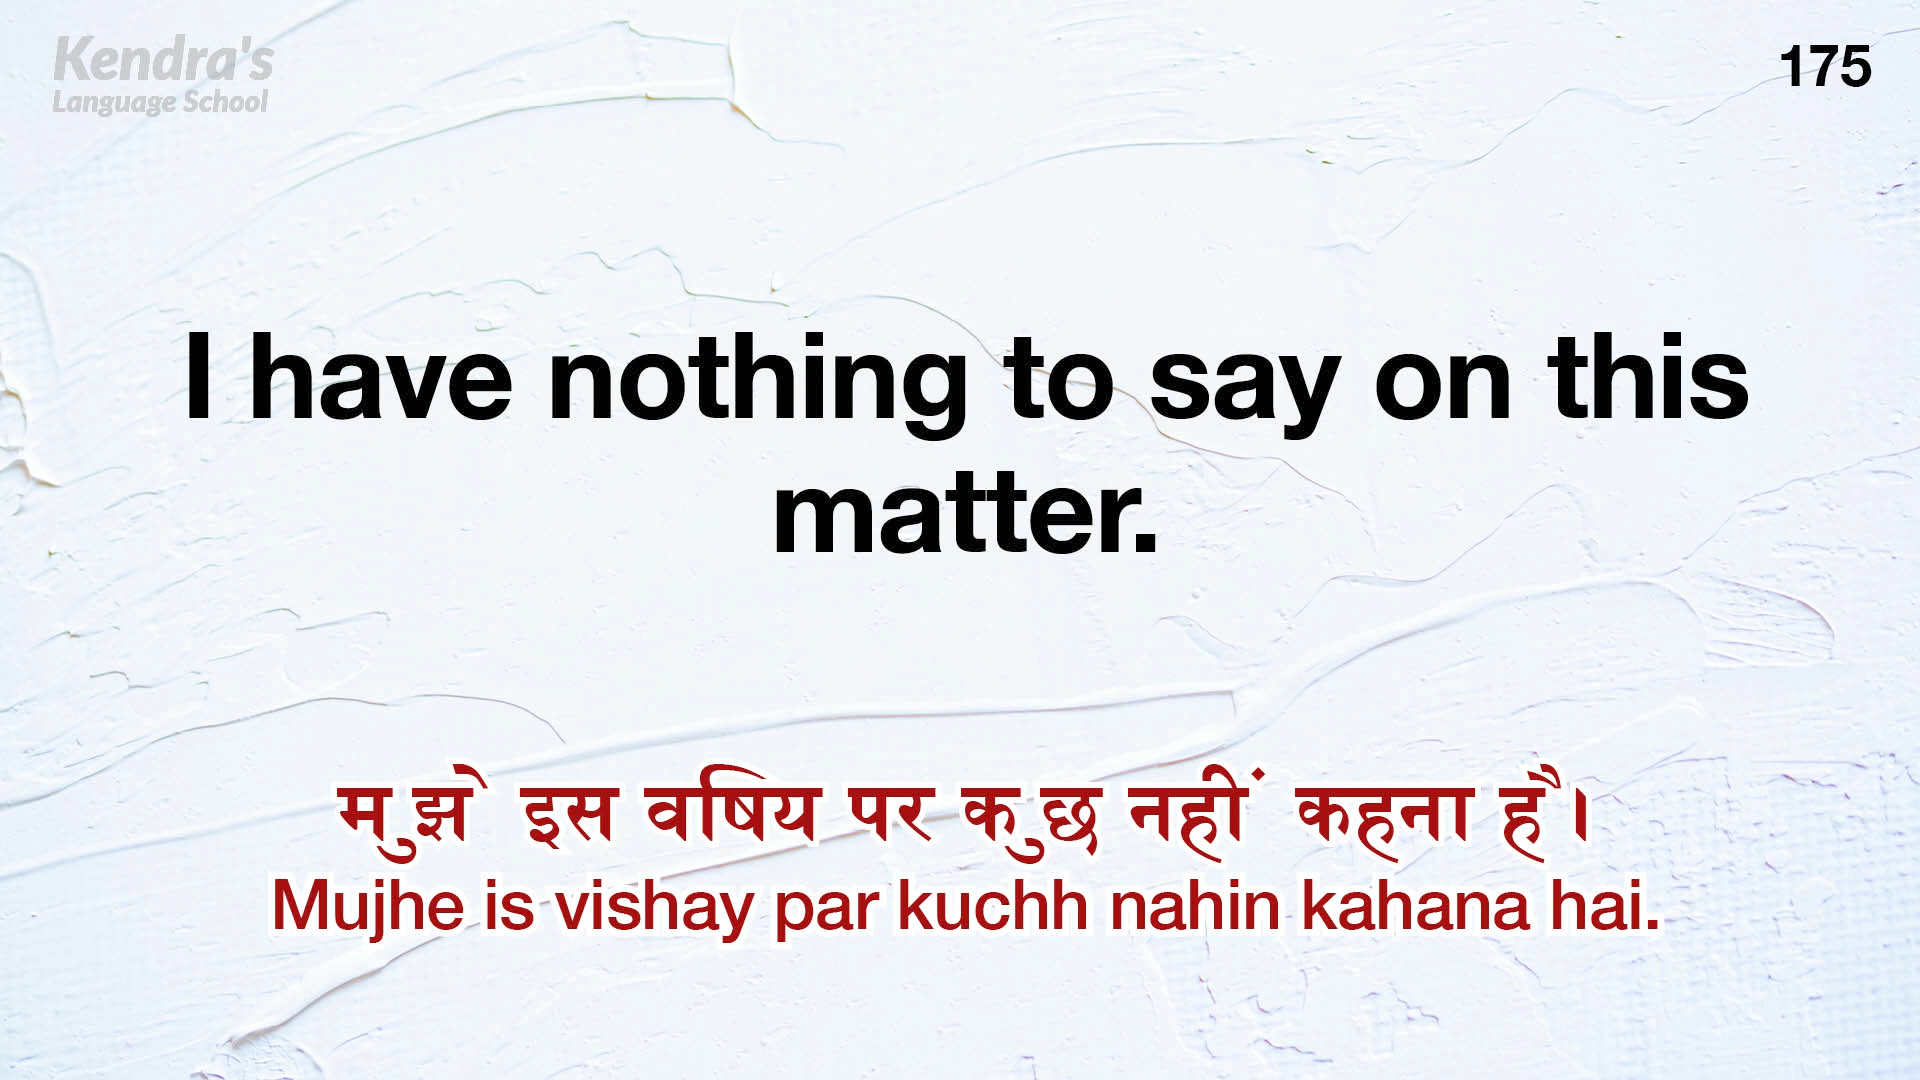 Kendra's
Language School
175
I have nothing to say on this
matter.
मुझे इस वषिय पर कुछ नहीं कहना है।
Mujhe is vishay par kuchh nahin kahana hai.